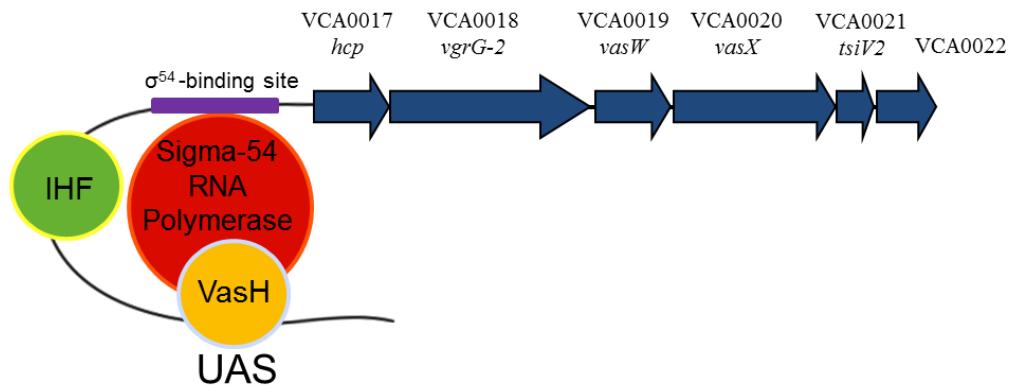 VCA0017 VCA0018 VCA0019 VCA0020 VCA0021 VCA0022
hcp vgrG-2 vasW vasX tsiV2
σ⁵⁴-binding site
IHF
Sigma-54
RNA
Polymerase
VasH
UAS